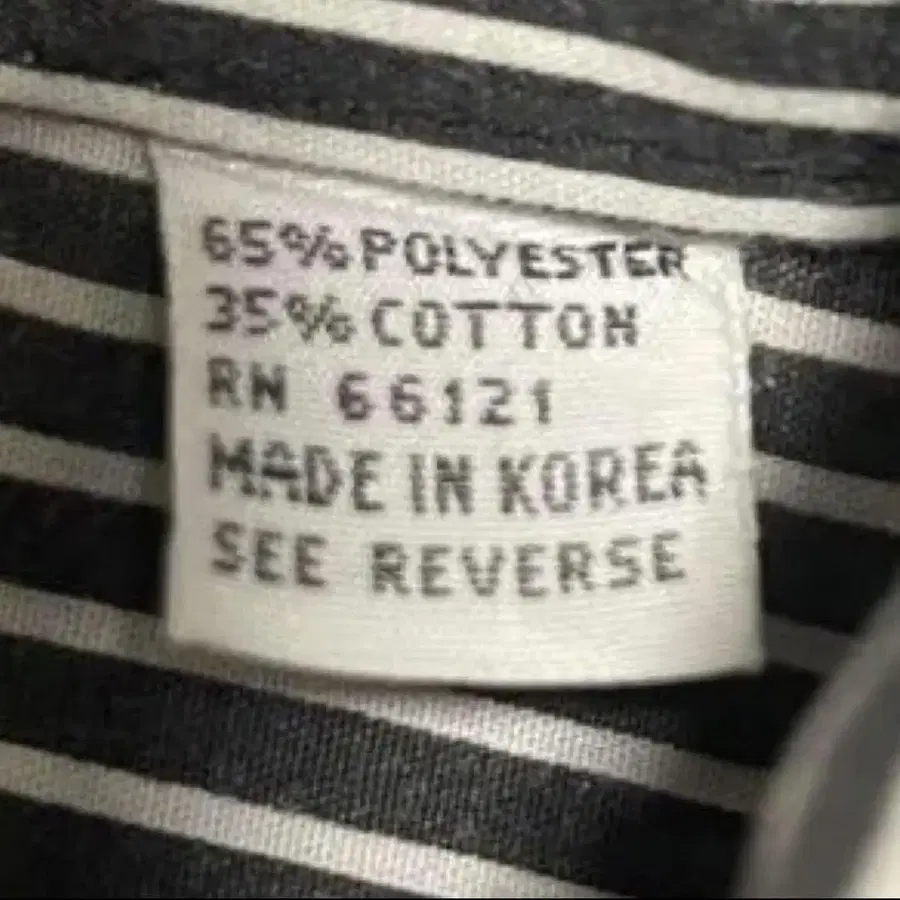 65% POLYESTER
35% COTTON
RN 66121
MADE IN KOREA
SEE REVERSE